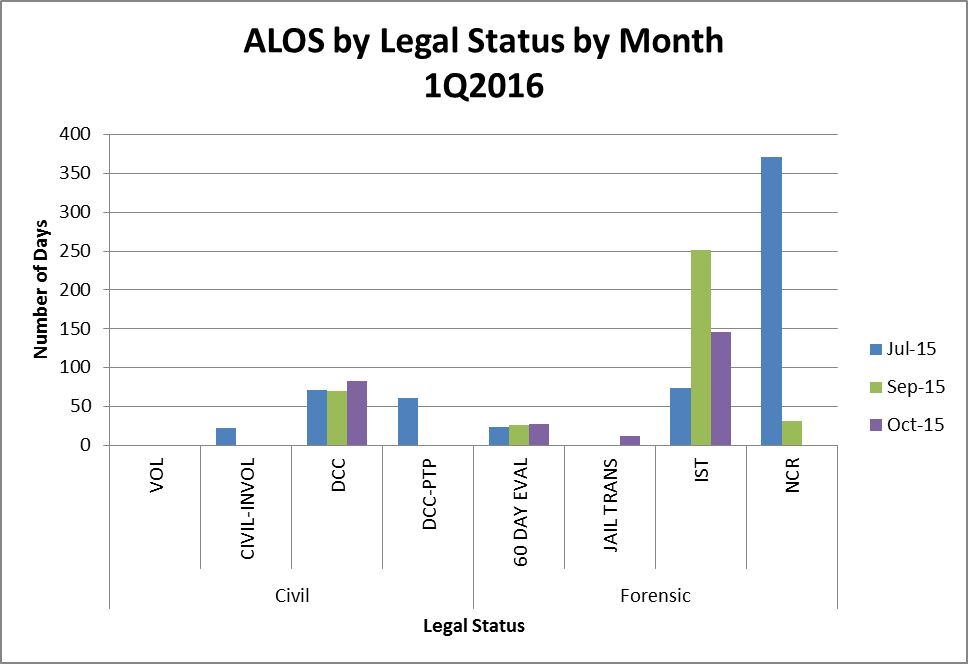 ALOS by Legal Status by Month
1Q2016
400
350
300
250
200
150
100
50
0
Number of Days
VOL
CIVIL-INVOL
DCC
DCC-PTP
60 DAY EVAL
JAIL TRANS
IST
NCR
Civil
Forensic
Legal Status
Jul-15
Sep-15
Oct-15